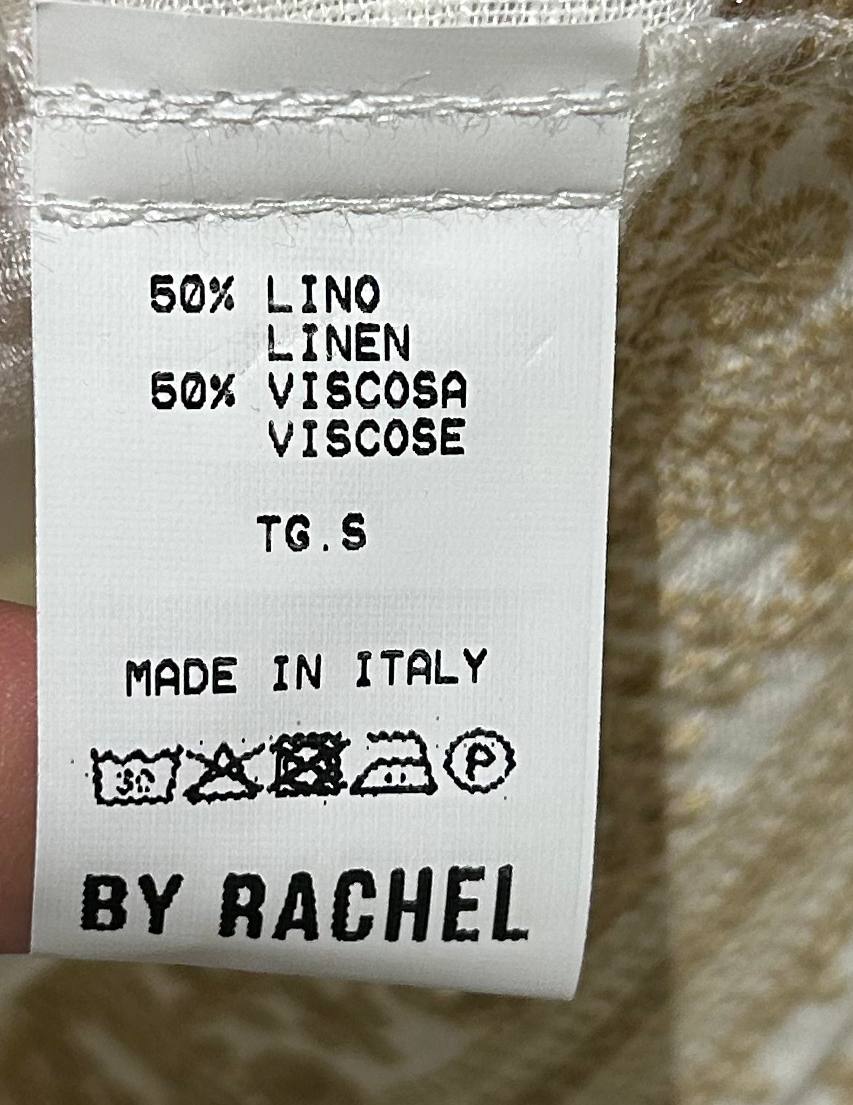 50% LINO
LINEN
50% VISCOSA
VISCOSE
TG.S
MADE IN ITALY
30 P
BY RACHEL